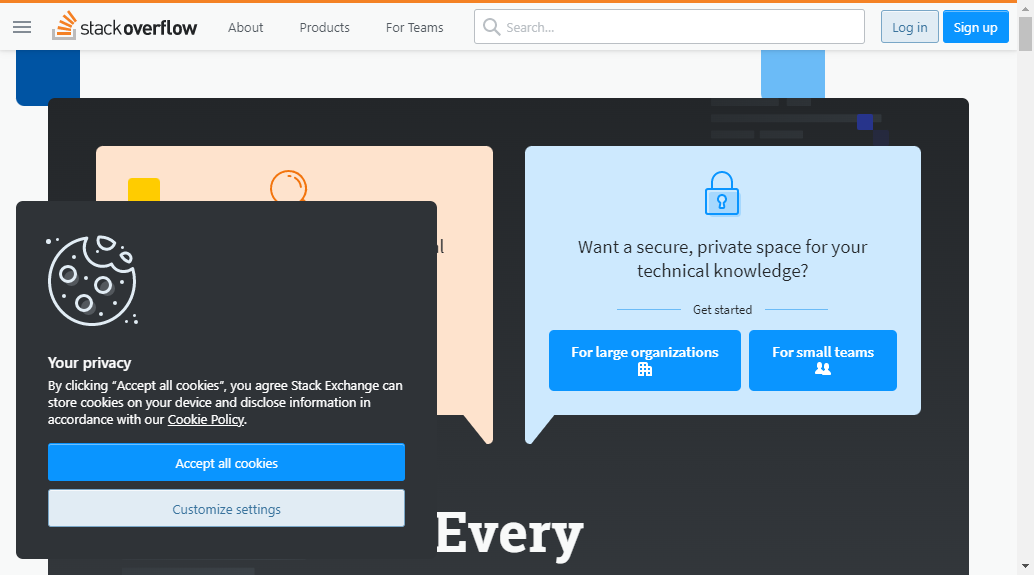 stackoverflow
About
Products
For Teams
Search...
Log in
Sign up
Want a secure, private space for your
technical knowledge?
Get started
For large organizations
For small teams
Your privacy
By clicking “Accept all cookies”, you agree Stack Exchange can
store cookies on your device and disclose information in
accordance with our Cookie Policy.
Accept all cookies
Customize settings
Every